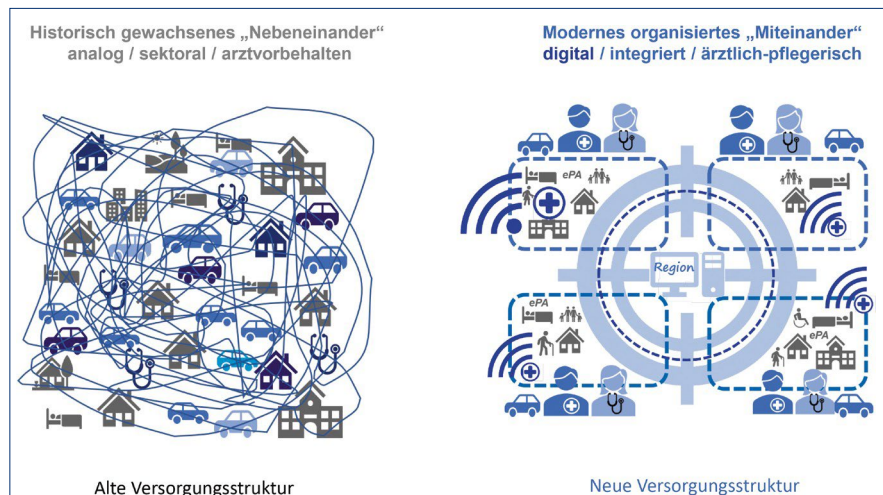 Historisch gewachsenes „Nebeneinander“
analog / sektoral / arztvorbehalten
Modernes organisiertes „Miteinander“
digital / integriert / ärztlich-pflegerisch
ePA
Region
ePA
ePA
Alte Versorgungsstruktur
Neue Versorgungsstruktur